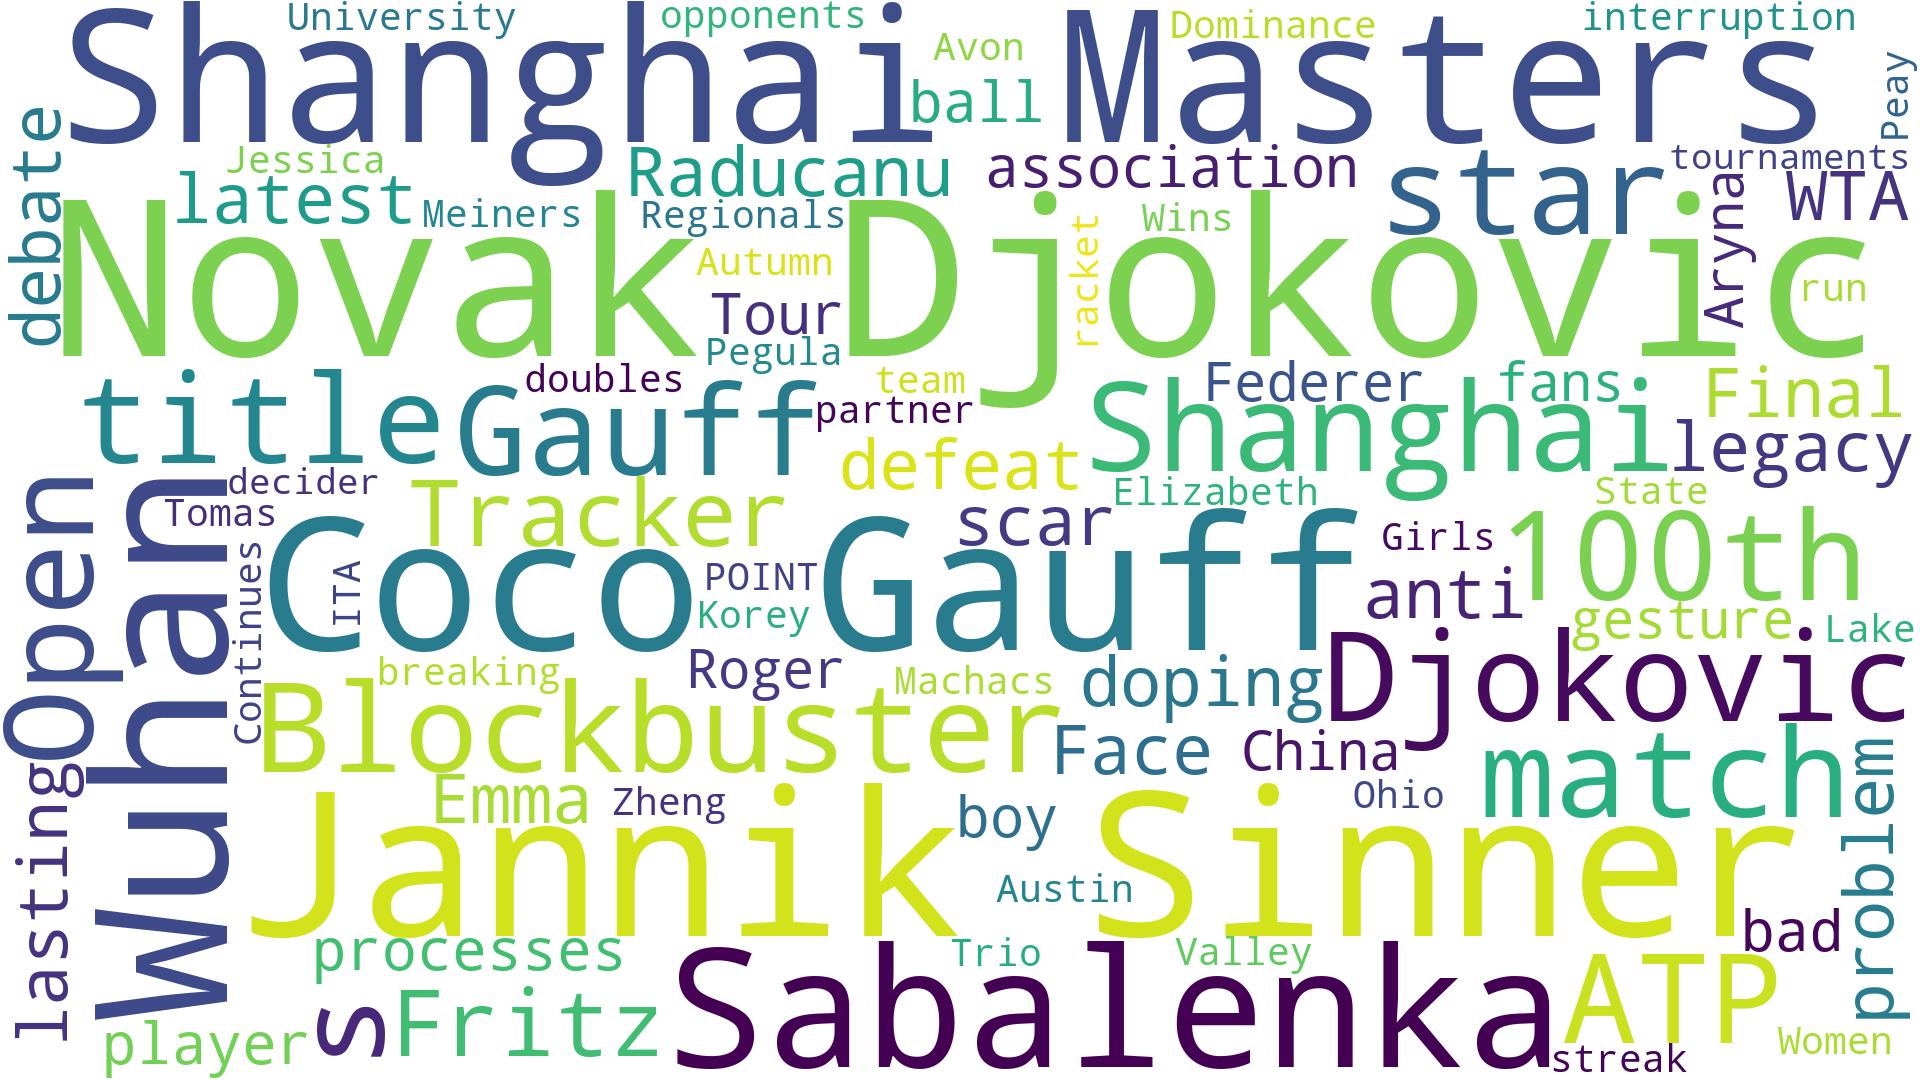 University
opponents
Dominance
interruption
Shanghai Masters
Avon
ball
Peay
debate
Jessica
latest
Raducanu
association
star
tournaments
WTA
Meiners
Regionals
Wins
Aryna
Novak Djokovic
Autumn
racket
run
Tour
Pegula
doubles
team
partner
Federer
fans
Final
title
Gauff
Shanghai
legacy
defeat
decider
Tomas
Tracker
Elizabeth
State
scar
Open
Wuhan
Coco Gauff
Girls
100th
Continues
ITA
POINT
Korey
anti
gesture
Lake
breaking
Roger
Machacs
doping
Djokovic
Blockbuster
Face
China
match
problem
lasting
Emma
Zheng
boy
Ohio
Jannik Sinner
Austin
bad
processes
Trio
Valley
s
Fritz
Sabalenka
ATP
player
Women
streak